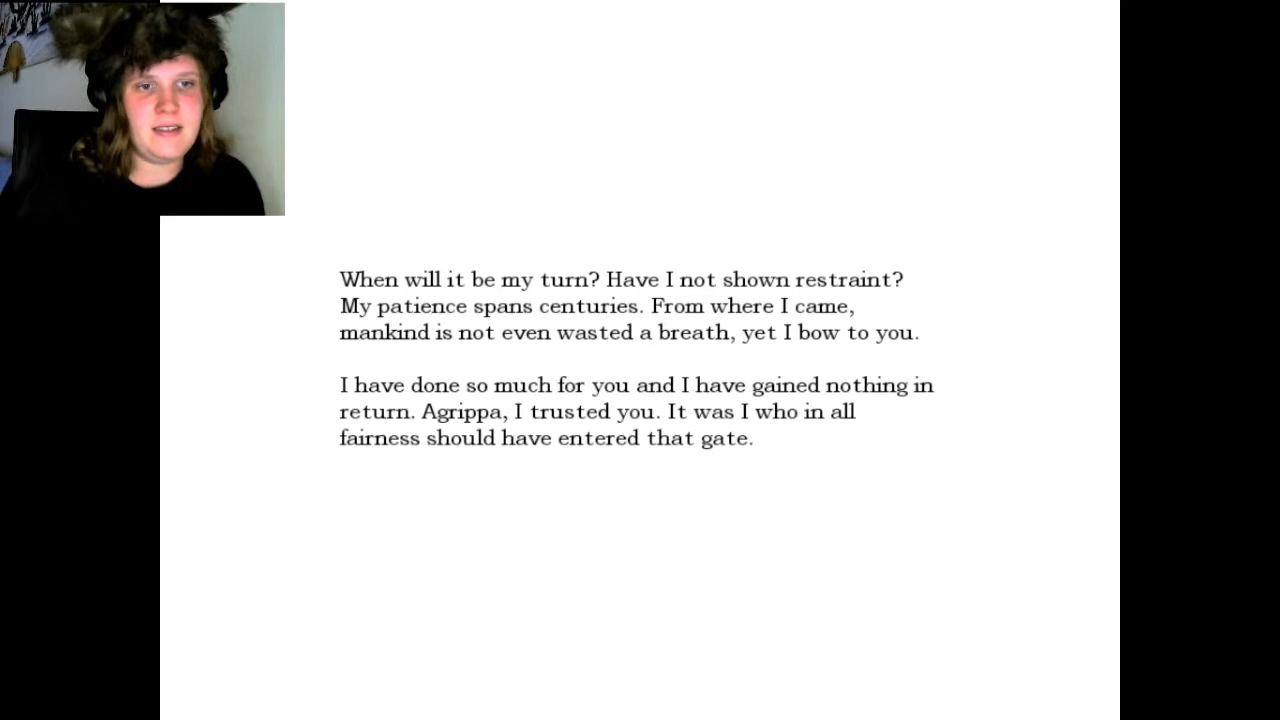 When will it be my turn? Have I not shown restraint?
My patience spans centuries. From where I came,
mankind is not even wasted a breath, yet I bow to you.
I have done so much for you and I have gained nothing in
return. Agrippa, I trusted you. It was I who in all
fairness should have entered that gate.